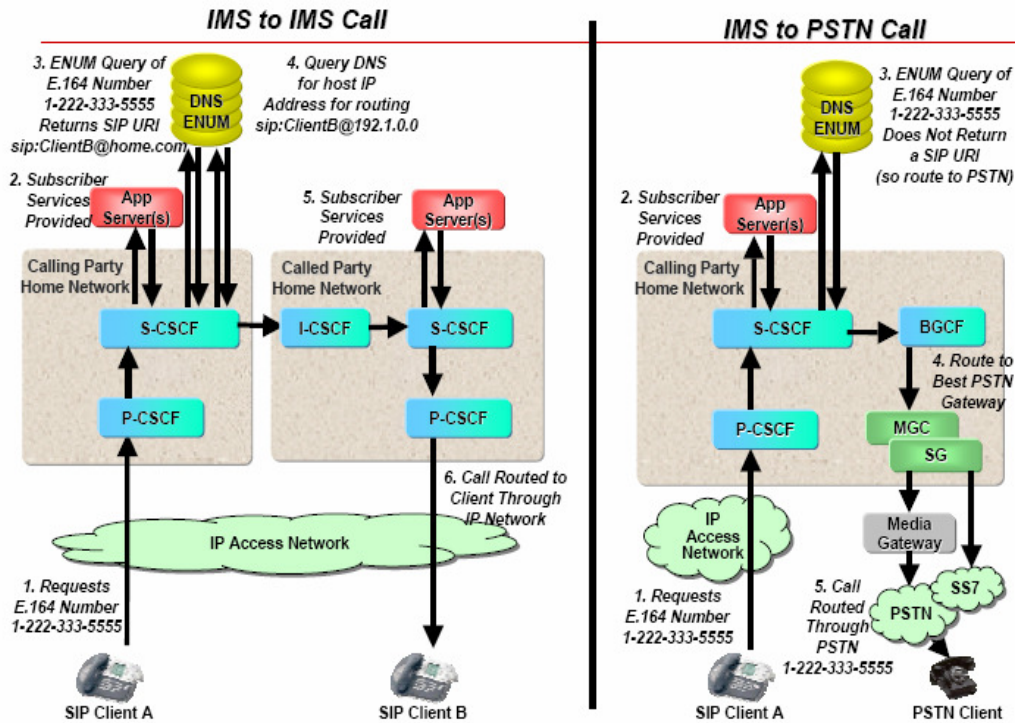 IMS to IMS Call
3. ENUM Query of
E.164 Number
1-222-333-5555
Returns SIP URI
sip:ClientB@home.com
DNS
ENUM
4. Query DNS
for host IP
Address for routing
sip:ClientB@192.1.0.0
2. Subscriber
Services
Provided
App
Server(s)
5. Subscriber
Services
Provided
App
Server(s)
Calling Party
Home Network
Called Party
Home Network
S-CSCF
I-CSCF
S-CSCF
P-CSCF
P-CSCF
6. Call Routed to
Client Through
IP Network
IP Access Network
1. Requests
E.164 Number
1-222-333-5555
SIP Client A
SIP Client B
IMS to PSTN Call
DNS
ENUM
3. ENUM Query of
E.164 Number
1-222-333-5555
Does Not Return
a SIP URI
(so route to PSTN)
2. Subscriber
Services
Provided
App
Server(s)
Calling Party
Home Network
S-CSCF
BGCF
4. Route to
Best PSTN
Gateway
P-CSCF
MGC
SG
IP
Access
Network
Media
Gateway
SS7
PSTN
1. Requests
E.164 Number
1-222-333-5555
5. Call
Routed
Through
PSTN
1-222-333-5555
SIP Client A
PSTN Client